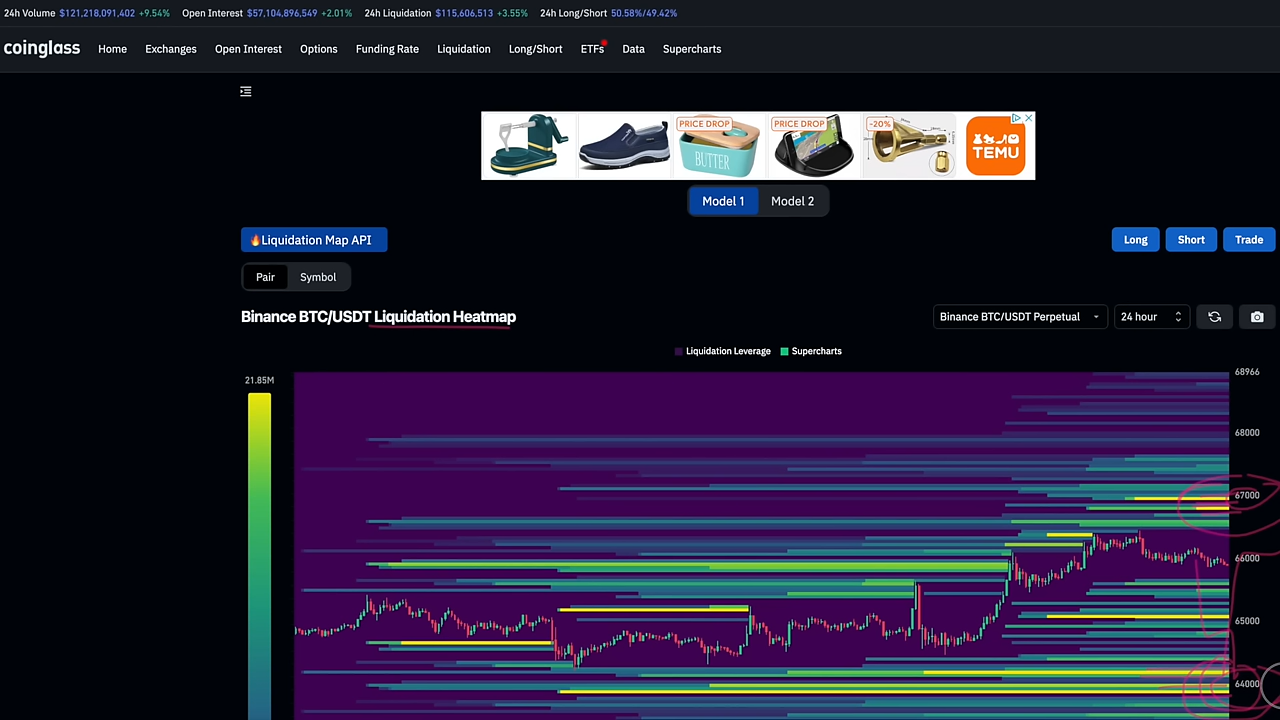 24h Volume $121,218,091,402 +9.54% Open Interest $57,104,896,549 +2.01% 24h Liquidation $115,606,513 +3.55% 24h Long/Short 50.58%/49.42%
coinglass Home Exchanges Open Interest Options Funding Rate Liquidation Long/Short ETFs Data Supercharts
PRICE DROP PRICE DROP -20%
BUTTER TEMU
Model 1 Model 2
🔥Liquidation Map API Long Short Trade
Pair Symbol
Binance BTC/USDT Liquidation Heatmap Binance BTC/USDT Perpetual 24 hour
Liquidation Leverage Supercharts
21.85M
68966
68000
67000
66000
65000
64000